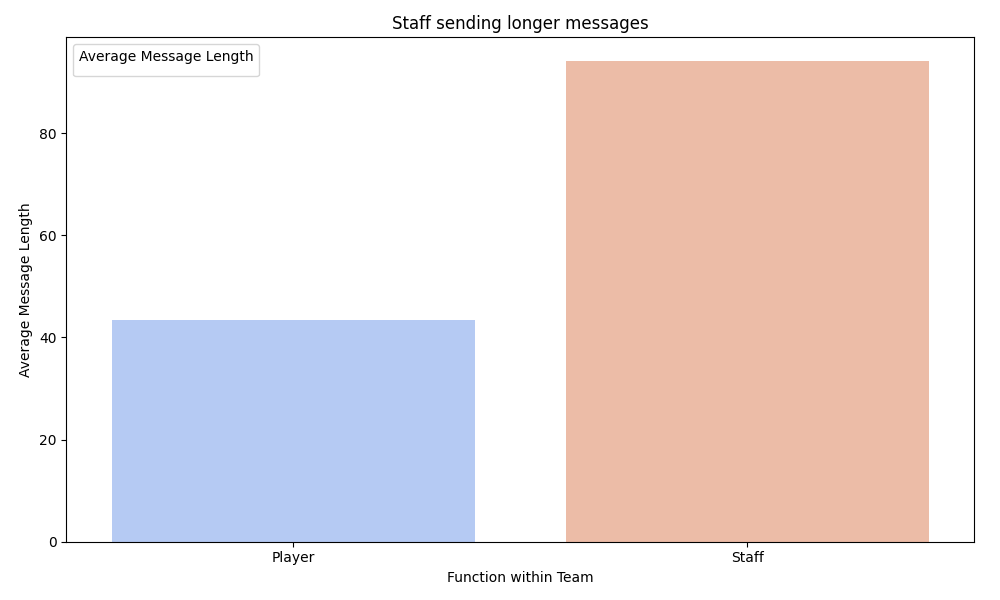 Staff sending longer messages
Average Message Length
Average Message Length
80
60
40
20
0
Player
Staff
Function within Team